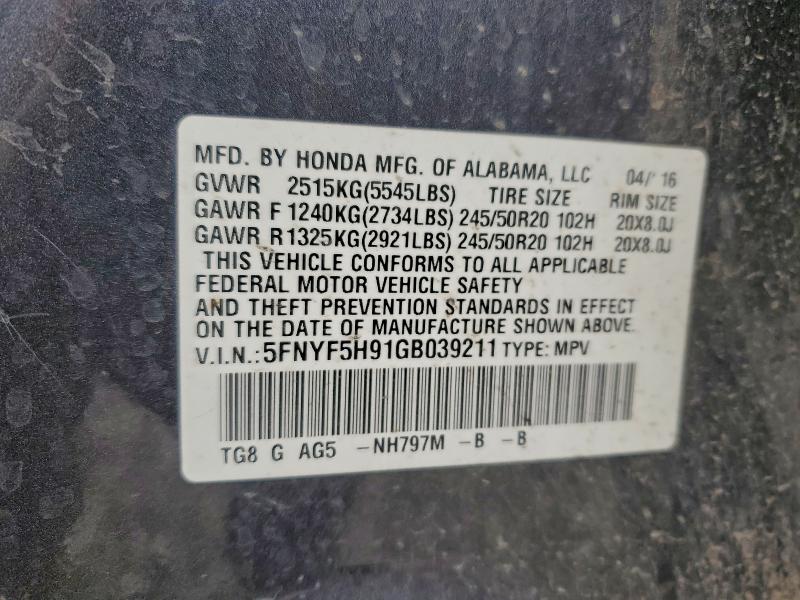 MFD. BY HONDA MFG. OF ALABAMA, LLC 04/'16
GVWR 2515KG(5545LBS) TIRE SIZE RIM SIZE
GAWR F 1240KG(2734LBS) 245/50R20 102H 20X8.0J
GAWR R 1325KG(2921LBS) 245/50R20 102H 20X8.0J
THIS VEHICLE CONFORMS TO ALL APPLICABLE
FEDERAL MOTOR VEHICLE SAFETY
AND THEFT PREVENTION STANDARDS IN EFFECT
ON THE DATE OF MANUFACTURE SHOWN ABOVE.
V.I.N.:5FNYF5H91GB039211 TYPE: MPV
TG8 G AG5 -NH797M -B -B